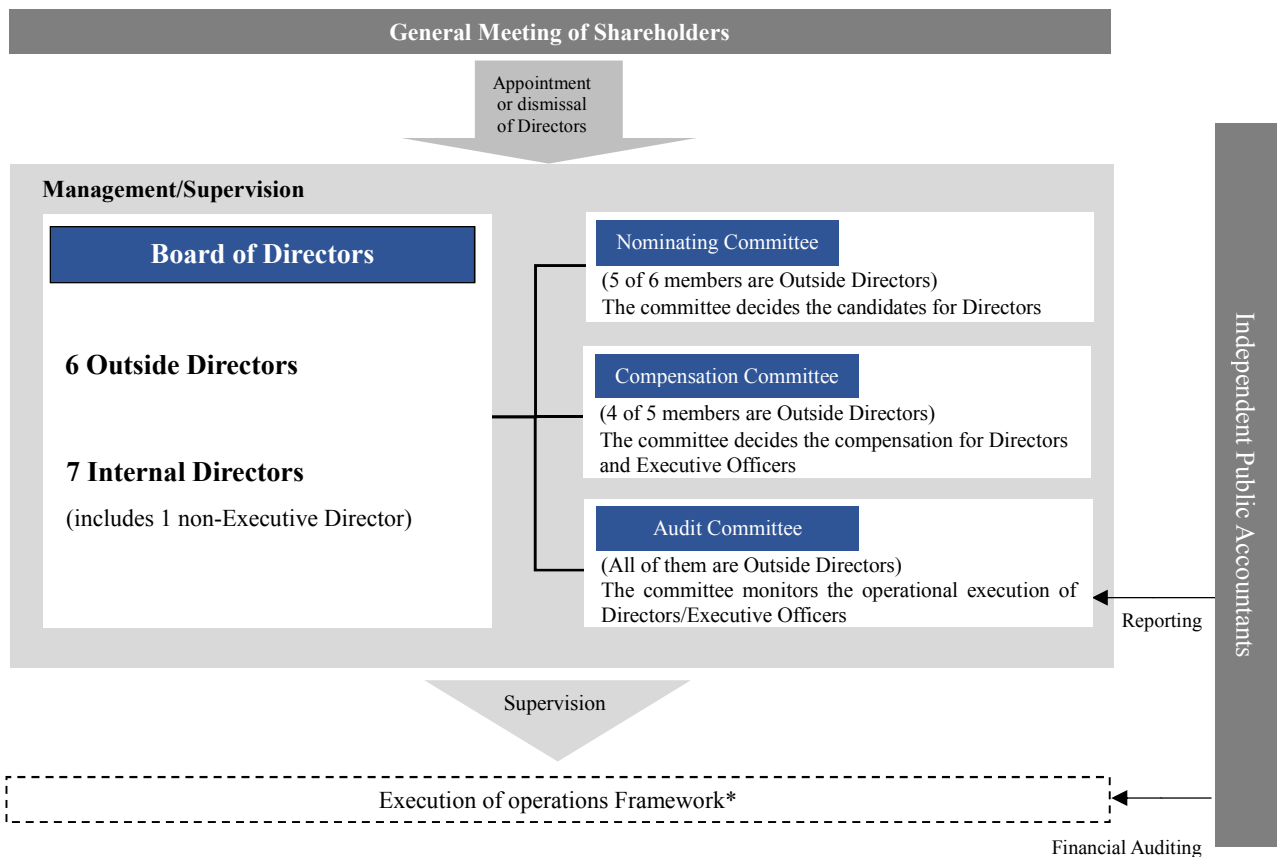 General Meeting of Shareholders
Appointment
or dismissal
of Directors
Management/Supervision
Board of Directors
6 Outside Directors
7 Internal Directors
(includes 1 non-Executive Director)
Nominating Committee
(5 of 6 members are Outside Directors)
The committee decides the candidates for Directors
Compensation Committee
(4 of 5 members are Outside Directors)
The committee decides the compensation for Directors
and Executive Officers
Audit Committee
(All of them are Outside Directors)
The committee monitors the operational execution of
Directors/Executive Officers
Reporting
Independent Public Accountants
Supervision
Execution of operations Framework*
Financial Auditing